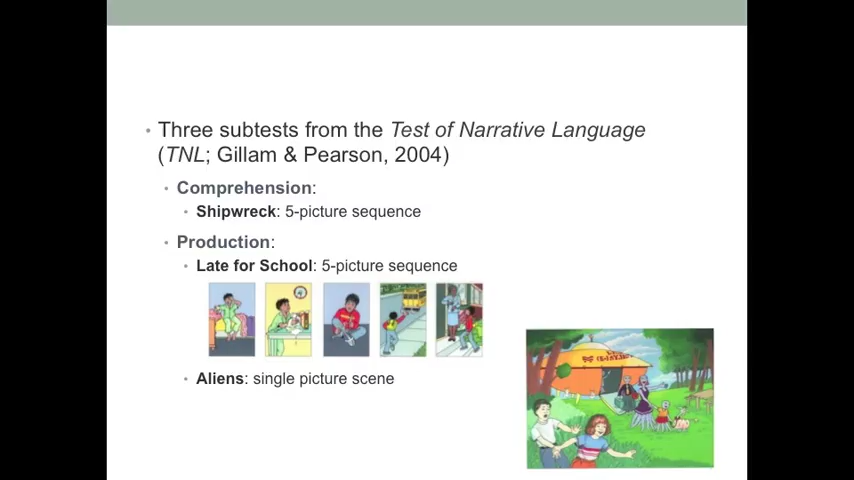 • Three subtests from the Test of Narrative Language
(TNL; Gillam & Pearson, 2004)
• Comprehension:
• Shipwreck: 5-picture sequence
• Production:
• Late for School: 5-picture sequence
• Aliens: single picture scene